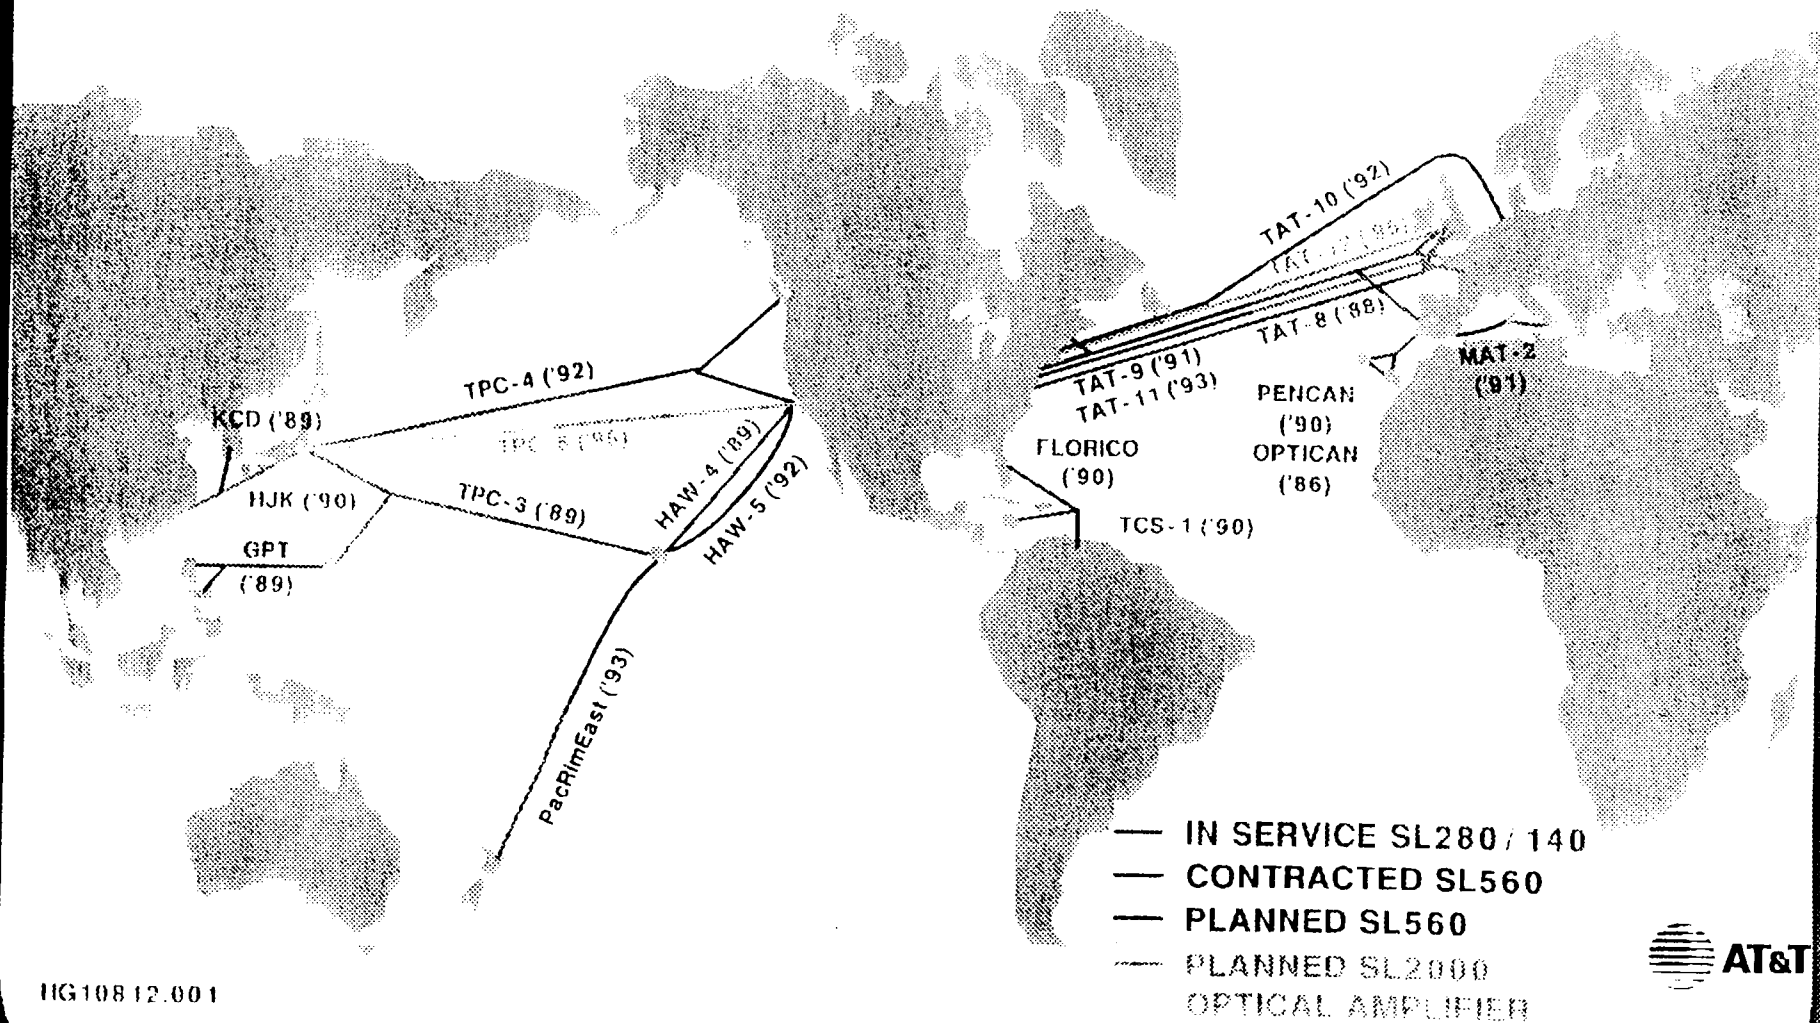 TAT-10 ('92)
TAT-8 ('88)
TAT-9 ('91)
TAT-11 ('93)
MAT-2
('91)
PENCAN
('90)
OPTICAN
('86)
FLORICO
('90)
TCS-1 ('90)
TPC-4 ('92)
KCD ('89)
HJK ('90)
GPT
('89)
TPC-3 ('89)
HAW-4 ('89)
HAW-5 ('92)
PacRimEast ('93)
IN SERVICE SL280 / 140
CONTRACTED SL560
PLANNED SL560
PLANNED SL2000
OPTICAL AMPLIFIER
AT&T
HG10812.001